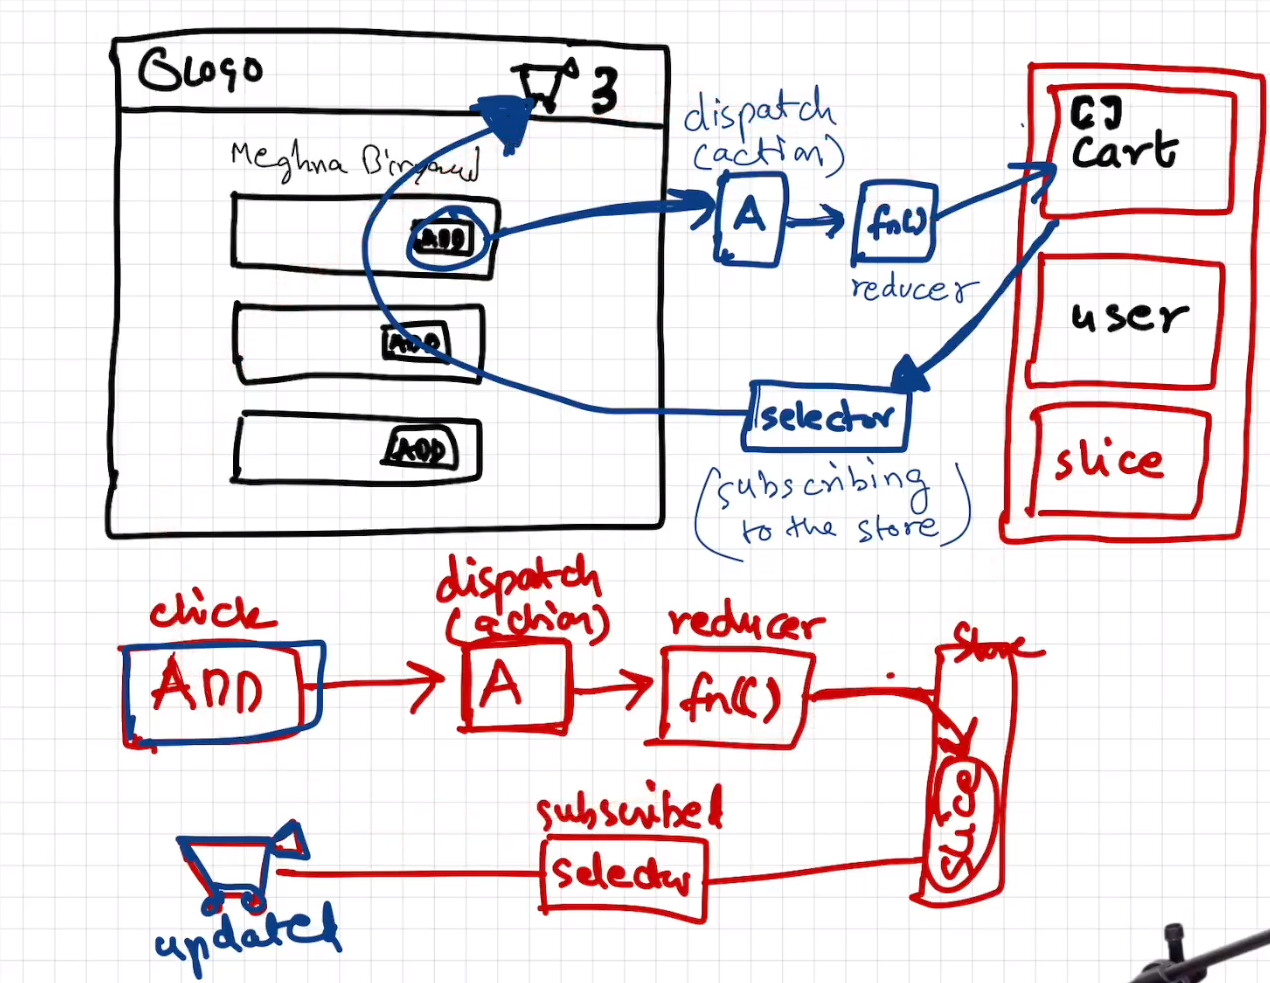 LOGO
3
Meghna Biryani
ADD
ADD
ADD
dispatch
(action)
A
fn()
reducer
[]
cart
user
slice
selector
(subscribing
to the store)
click
ADD
dispatch
(action)
A
reducer
fn()
Store
slice
subscribed
selector
updated